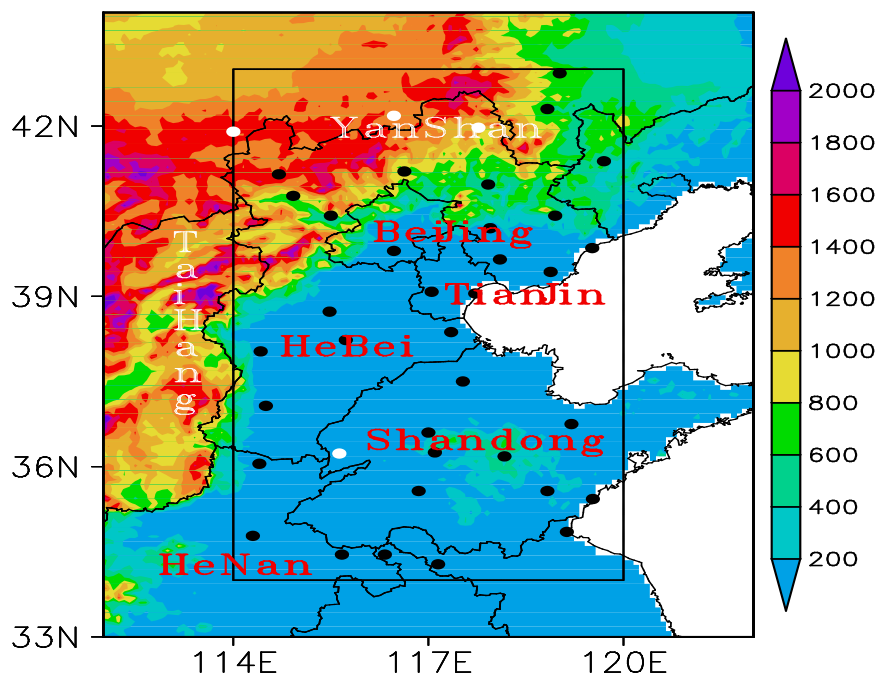 2000
42N
YanShan
1800
1600
BeiJing
1400
TaiHang
39N
TianJin
1200
HeBei
1000
800
Shandong
36N
600
400
HeNan
200
33N
114E 117E 120E